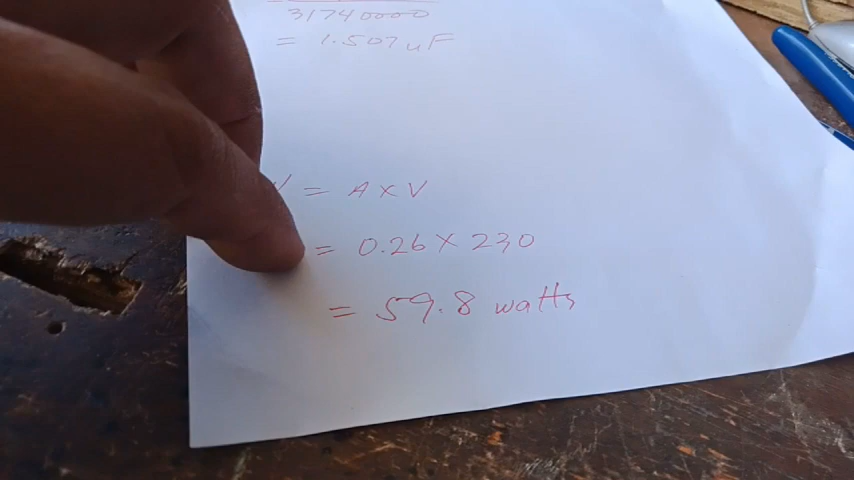 31740000
= 1.507uF
= A x V
= 0.26 x 230
= 59.8 watts